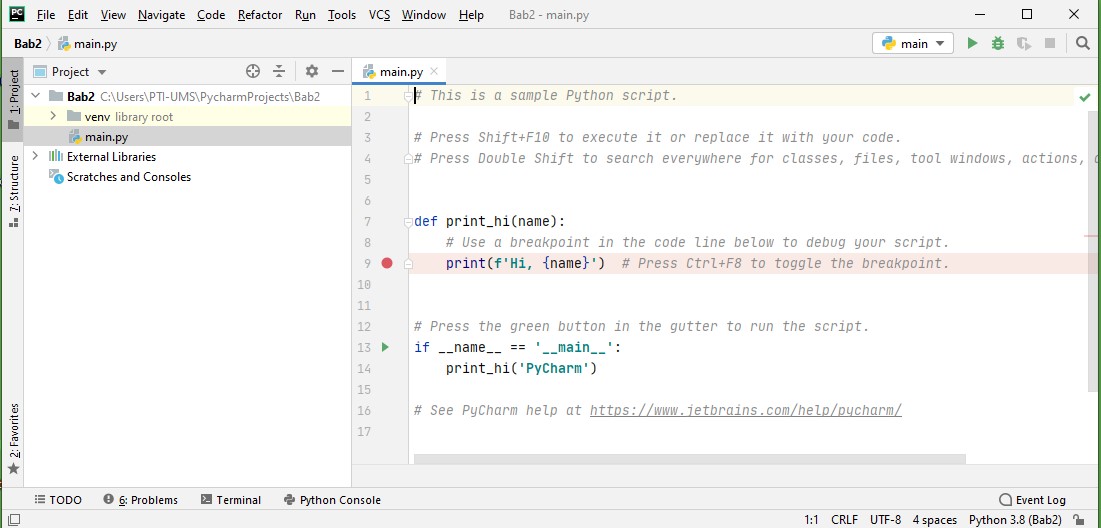 PC File Edit View Navigate Code Refactor Run Tools VCS Window Help Bab2 - main.py
Bab2 main.py main
1: Project
Project
Bab2 C:\Users\PTI-UMS\PycharmProjects\Bab2
venv library root
main.py
External Libraries
Scratches and Consoles
7: Structure
2: Favorites
main.py
1 # This is a sample Python script.
2
3 # Press Shift+F10 to execute it or replace it with your code.
4 # Press Double Shift to search everywhere for classes, files, tool windows, actions,
5
6
7 def print_hi(name):
8     # Use a breakpoint in the code line below to debug your script.
9     print(f'Hi, {name}')  # Press Ctrl+F8 to toggle the breakpoint.
10
11
12 # Press the green button in the gutter to run the script.
13 if __name__ == '__main__':
14     print_hi('PyCharm')
15
16 # See PyCharm help at https://www.jetbrains.com/help/pycharm/
17
TODO 6: Problems Terminal Python Console Event Log
1:1 CRLF UTF-8 4 spaces Python 3.8 (Bab2)